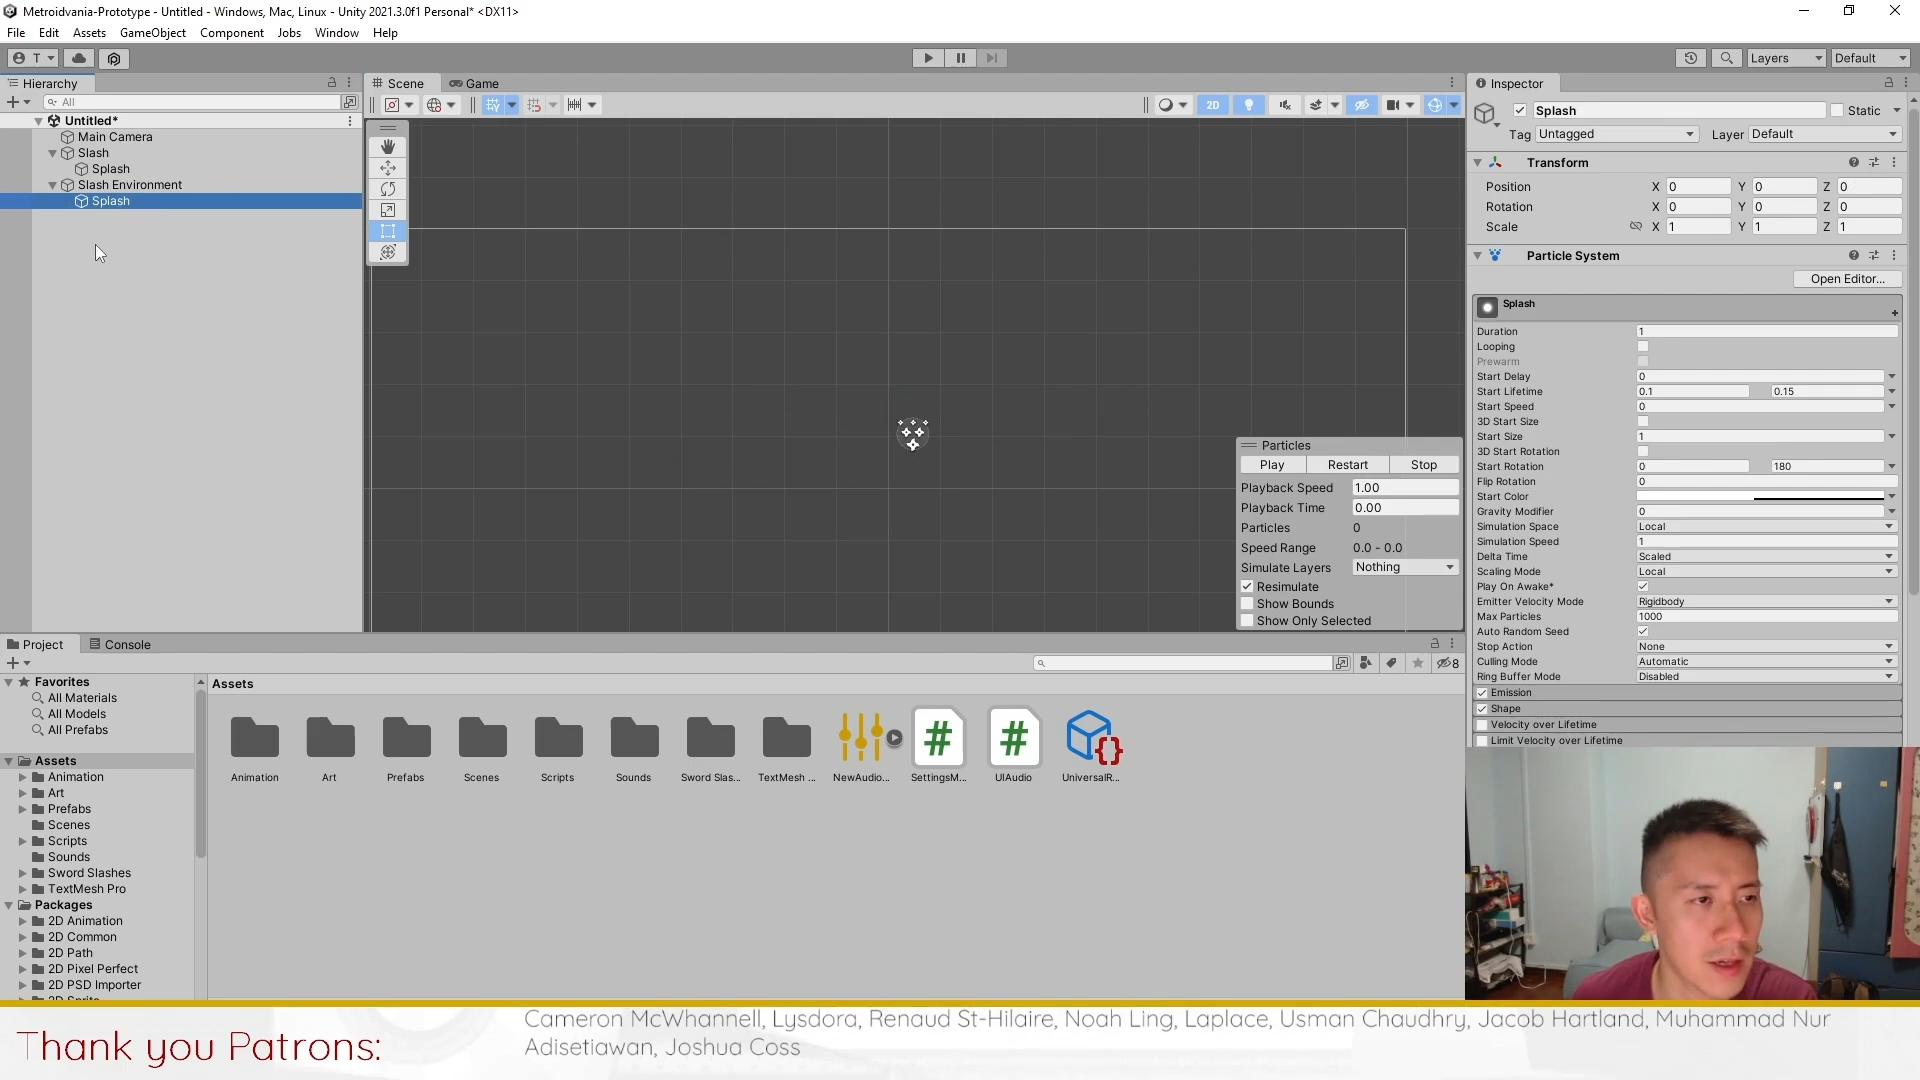 Metroidvania-Prototype - Untitled - Windows, Mac, Linux - Unity 2021.3.0f1 Personal* <DX11>
File Edit Assets GameObject Component Jobs Window Help
T
Layers Default
Hierarchy
All
Untitled*
Main Camera
Slash
Splash
Slash Environment
Splash
Scene Game
2D
Particles
Play Restart Stop
Playback Speed 1.00
Playback Time 0.00
Particles 0
Speed Range 0.0 - 0.0
Simulate Layers Nothing
Resimulate
Show Bounds
Show Only Selected
Inspector
Splash Static
Tag Untagged Layer Default
Transform
Position X 0 Y 0 Z 0
Rotation X 0 Y 0 Z 0
Scale X 1 Y 1 Z 1
Particle System
Open Editor...
Splash
Duration 1
Looping
Prewarm
Start Delay 0
Start Lifetime 0.1 0.15
Start Speed 0
3D Start Size
Start Size 1
3D Start Rotation
Start Rotation 0 180
Flip Rotation 0
Start Color
Gravity Modifier 0
Simulation Space Local
Simulation Speed 1
Delta Time Scaled
Scaling Mode Local
Play On Awake*
Emitter Velocity Mode Rigidbody
Max Particles 1000
Auto Random Seed
Stop Action None
Culling Mode Automatic
Ring Buffer Mode Disabled
Emission
Shape
Velocity over Lifetime
Limit Velocity over Lifetime
Project Console
8
Favorites
All Materials
All Models
All Prefabs
Assets
Animation
Art
Prefabs
Scenes
Scripts
Sounds
Sword Slashes
TextMesh Pro
Packages
2D Animation
2D Common
2D Path
2D Pixel Perfect
2D PSD Importer
2D Sprite
Assets
Animation Art Prefabs Scenes Scripts Sounds Sword Slas... TextMesh ... NewAudio... SettingsM... UIAudio UniversalR...
Thank you Patrons:
Cameron McWhannell, Lysdora, Renaud St-Hilaire, Noah Ling, Laplace, Usman Chaudhry, Jacob Hartland, Muhammad Nur
Adisetiawan, Joshua Coss